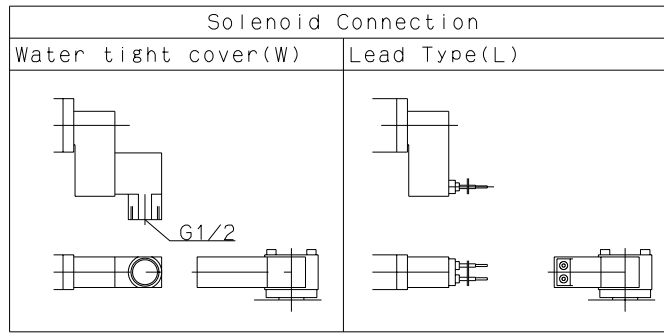 Solenoid Connection
Water tight cover(W)
Lead Type(L)
G1/2